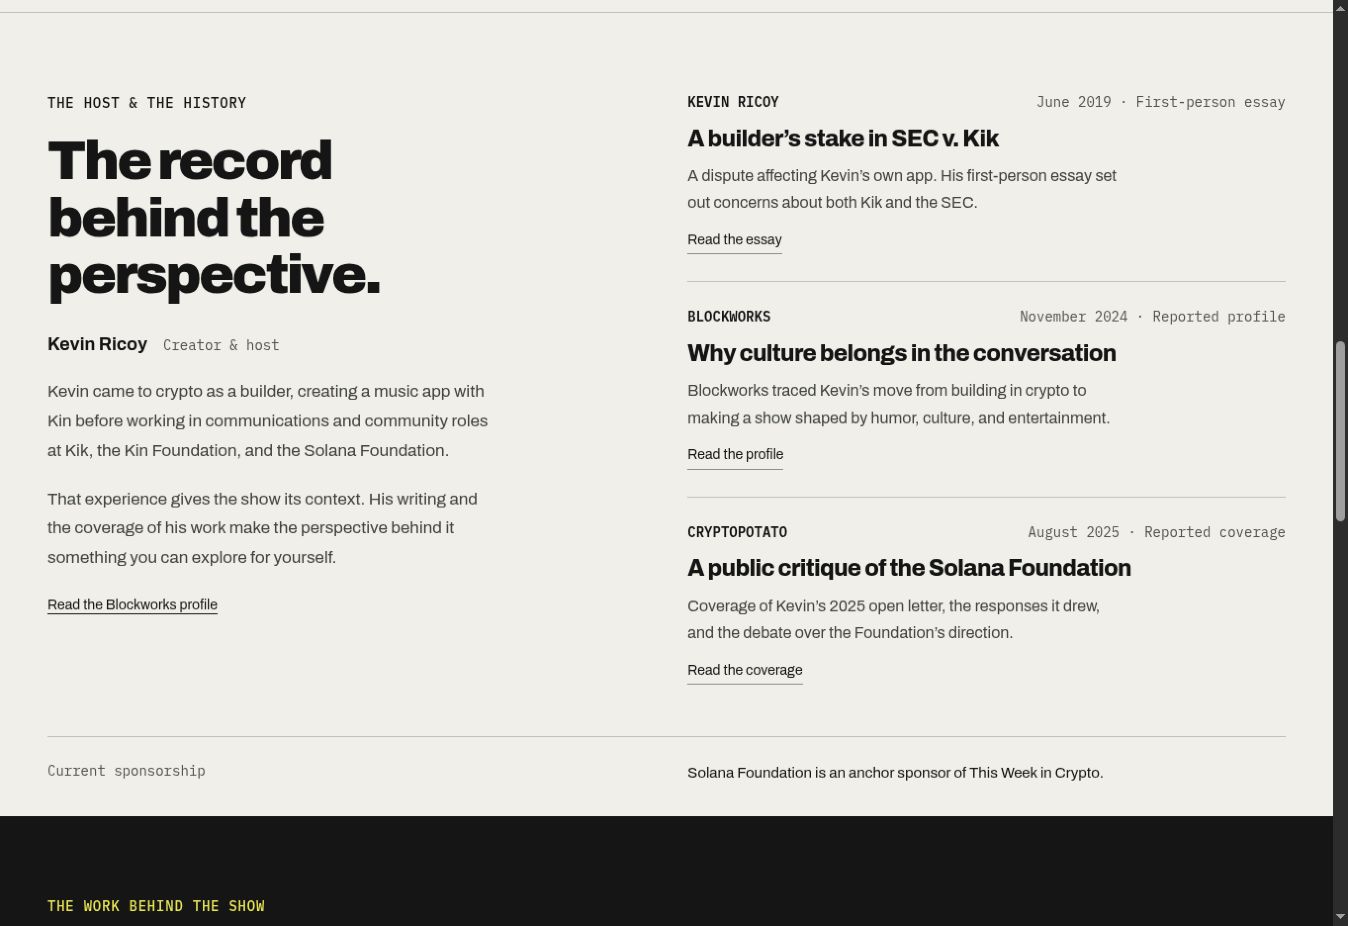 THE HOST & THE HISTORY
The record
behind the
perspective.
Kevin Ricoy Creator & host
Kevin came to crypto as a builder, creating a music app with
Kin before working in communications and community roles
at Kik, the Kin Foundation, and the Solana Foundation.
That experience gives the show its context. His writing and
the coverage of his work make the perspective behind it
something you can explore for yourself.
Read the Blockworks profile
KEVIN RICOY June 2019 · First-person essay
A builder’s stake in SEC v. Kik
A dispute affecting Kevin’s own app. His first-person essay set
out concerns about both Kik and the SEC.
Read the essay
BLOCKWORKS November 2024 · Reported profile
Why culture belongs in the conversation
Blockworks traced Kevin’s move from building in crypto to
making a show shaped by humor, culture, and entertainment.
Read the profile
CRYPTOPOTATO August 2025 · Reported coverage
A public critique of the Solana Foundation
Coverage of Kevin’s 2025 open letter, the responses it drew,
and the debate over the Foundation’s direction.
Read the coverage
Current sponsorship
Solana Foundation is an anchor sponsor of This Week in Crypto.
THE WORK BEHIND THE SHOW